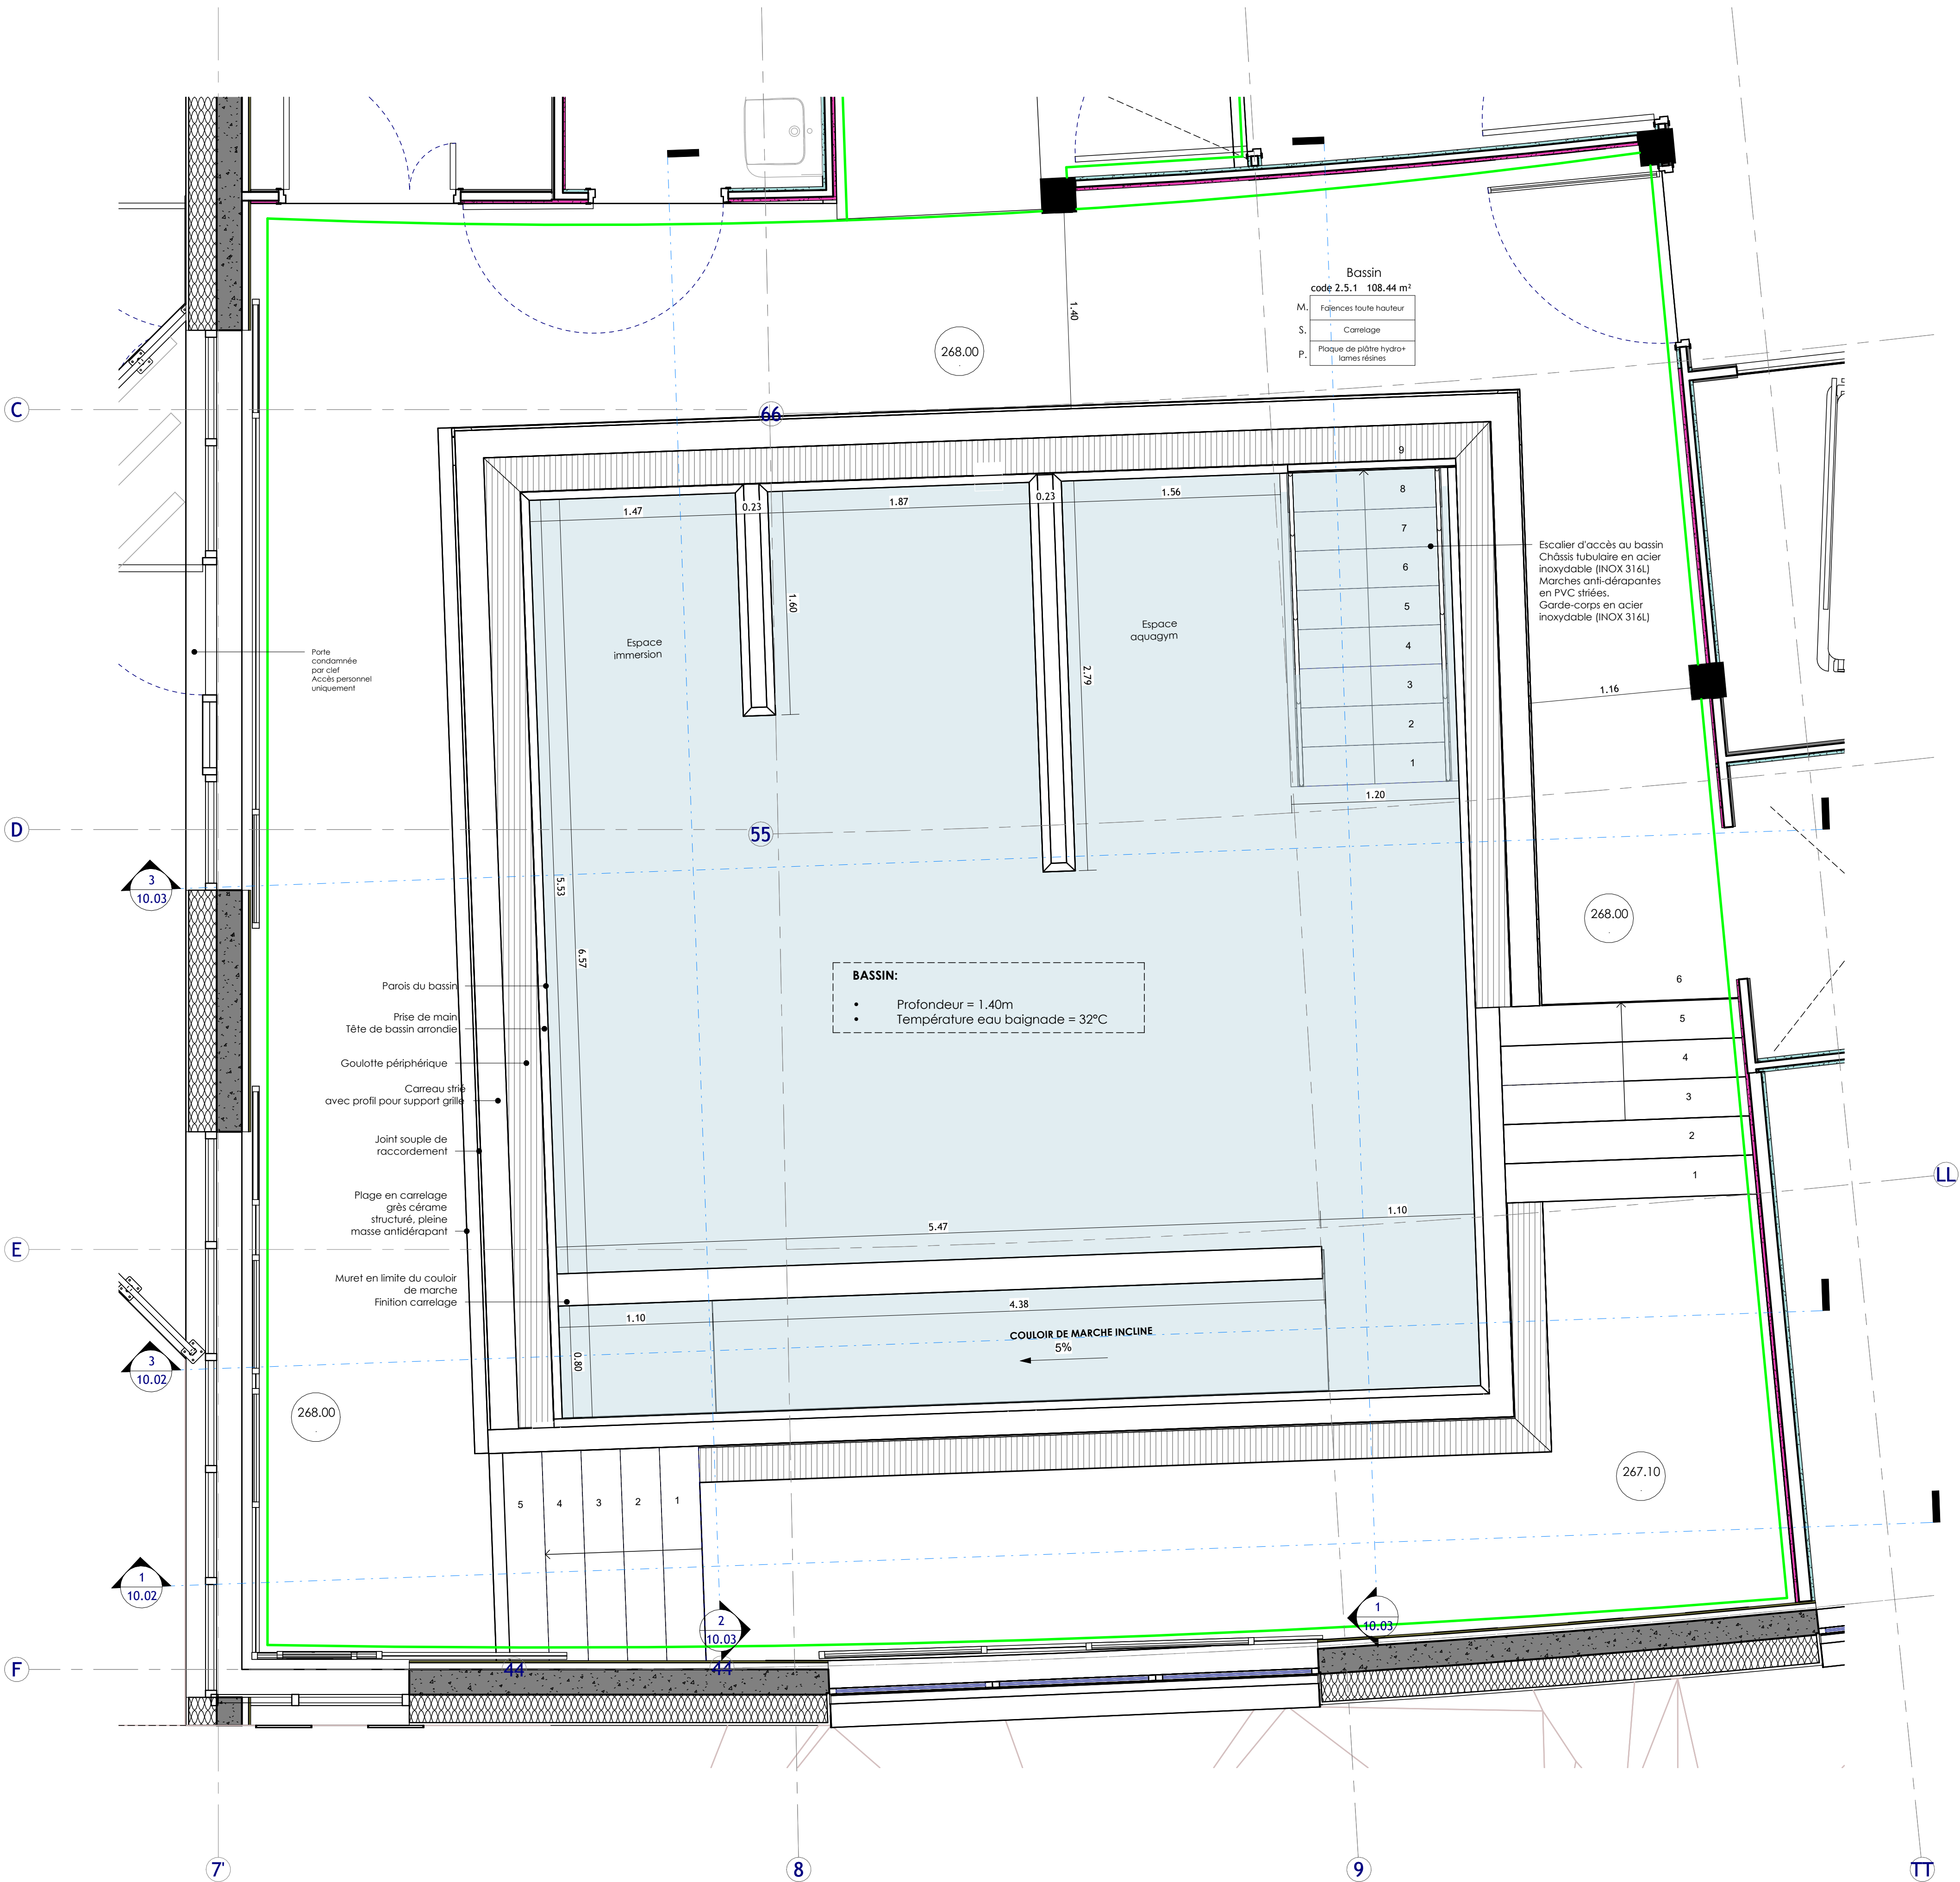 Bassin
code 2.5.1 108.44 m²
M. Faïences toute hauteur
S. Carrelage
P. Plaque de plâtre hydro+
lames résines
1.40
268.00
C
66
9
8
7
6
5
4
3
2
1
1.47
0.23
1.87
0.23
1.56
1.60
2.79
Espace
immersion
Espace
aquagym
Escalier d'accès au bassin
Châssis tubulaire en acier
inoxydable (INOX 316L)
Marches anti-dérapantes
en PVC striées.
Garde-corps en acier
inoxydable (INOX 316L)
Porte
condamnée
par clef
Accès personnel
uniquement
1.16
1.20
D
55
3
10.03
5.53
6.57
268.00
BASSIN:
• Profondeur = 1.40m
• Température eau baignade = 32°C
Parois du bassin
Prise de main
Tête de bassin arrondie
Goulotte périphérique
Carreau strié
avec profil pour support grille
Joint souple de
raccordement
Plage en carrelage
grès cérame
structuré, pleine
masse antidérapant
Muret en limite du couloir
de marche
Finition carrelage
6
5
4
3
2
1
LL
E
5.47
1.10
1.10
4.38
0.80
COULOIR DE MARCHE INCLINE
5%
3
10.02
268.00
267.10
5
4
3
2
1
1
10.02
2
10.03
1
10.03
F
44
44
7'
8
9
TT